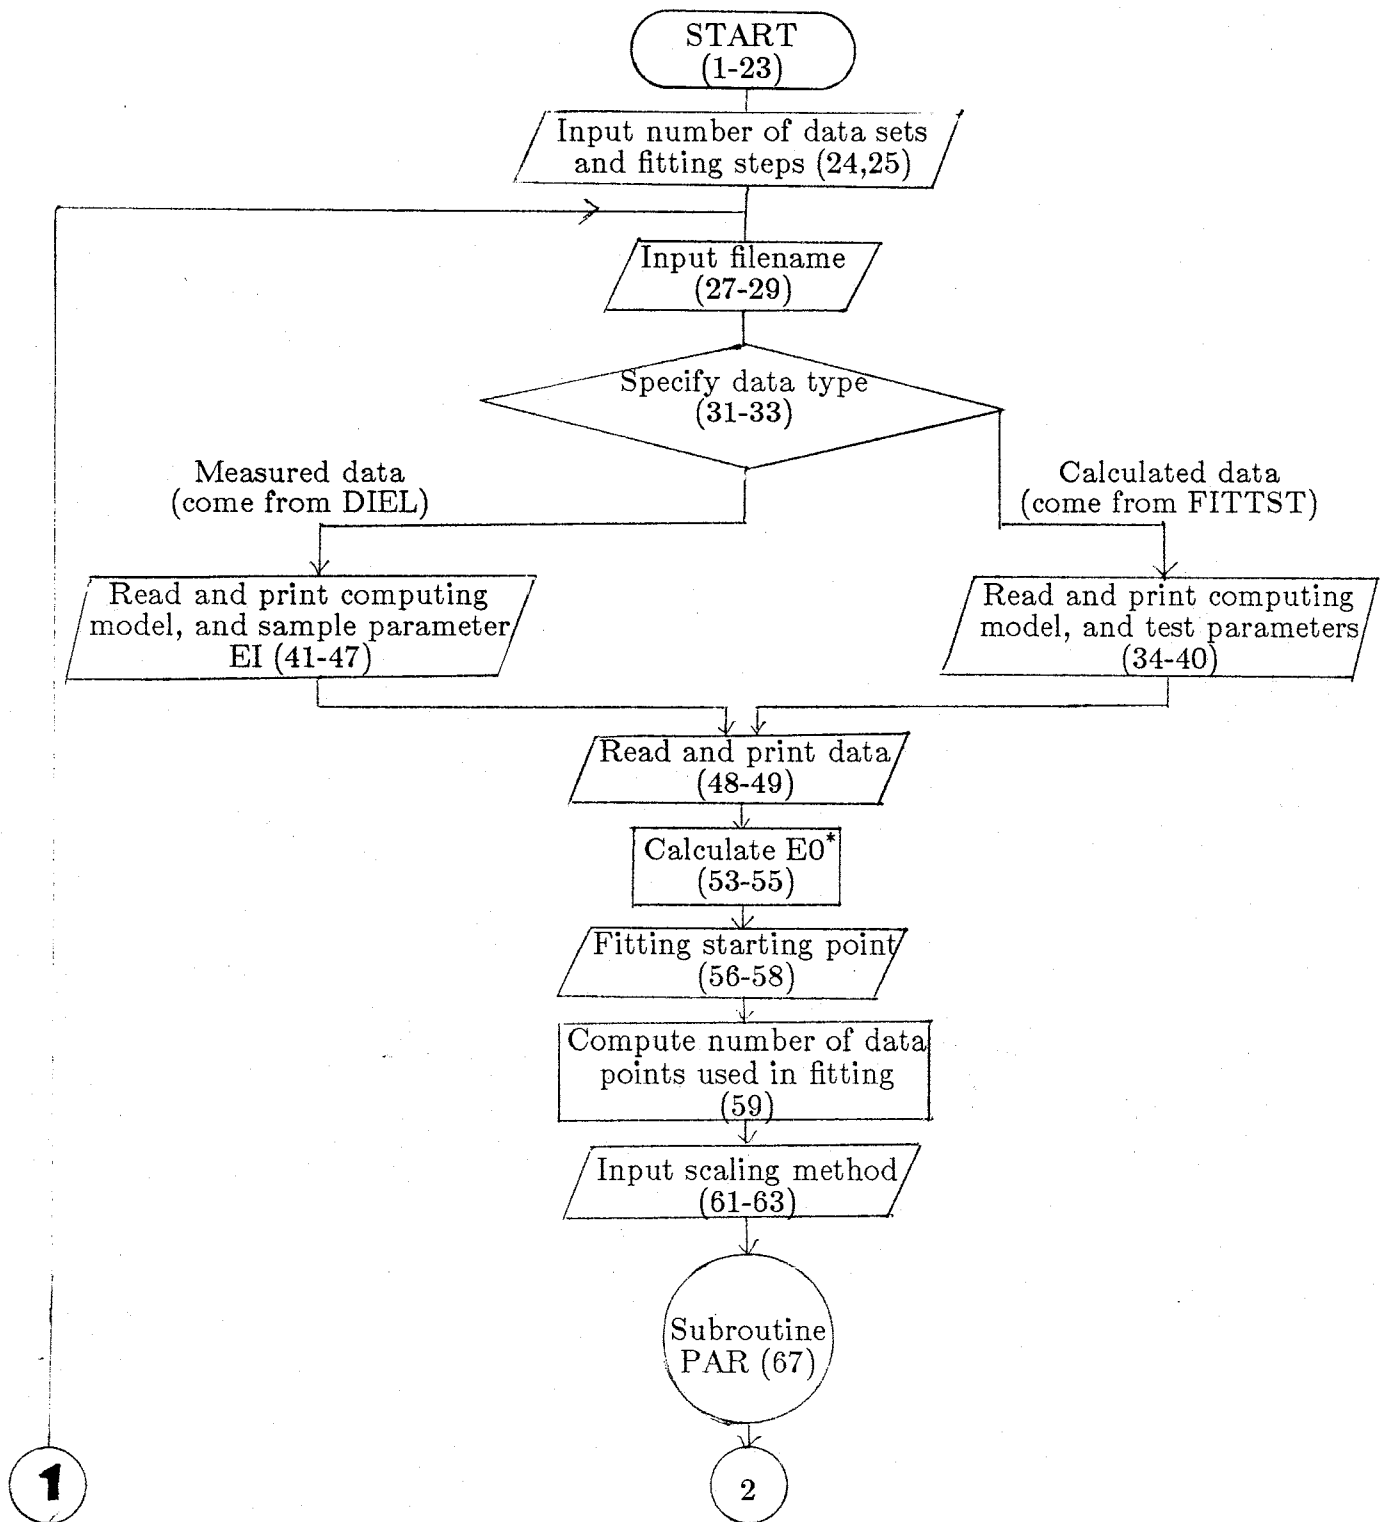 START
(1-23)
Input number of data sets
and fitting steps (24,25)
Input filename
(27-29)
Specify data type
(31-33)
Measured data
(come from DIEL)
Calculated data
(come from FITTST)
Read and print computing
model, and sample parameter
EI (41-47)
Read and print computing
model, and test parameters
(34-40)
Read and print data
(48-49)
Calculate E0*
(53-55)
Fitting starting point
(56-58)
Compute number of data
points used in fitting
(59)
Input scaling method
(61-63)
Subroutine
PAR (67)
1
2